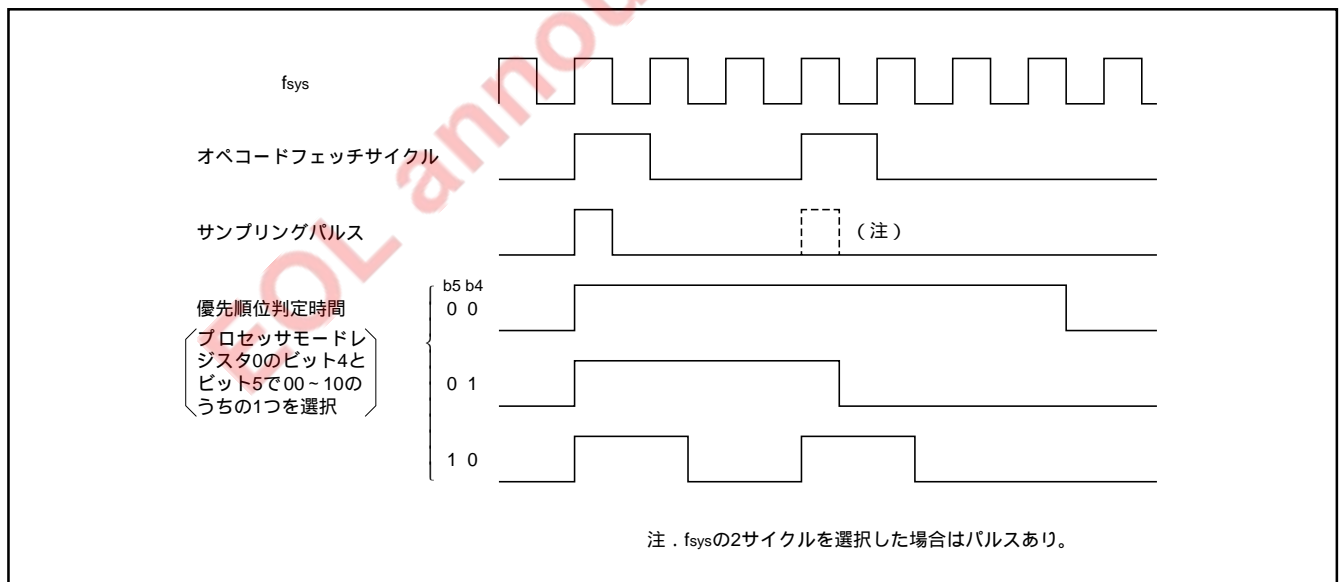 EOL annou
fsys
オペコードフェッチサイクル
サンプリングパルス
（注）
優先順位判定時間
プロセッサモードレ
ジスタ0のビット4と
ビット5で00~10の
うちの1つを選択
b5 b4
0 0
0 1
1 0
注．fsysの2サイクルを選択した場合はパルスあり。